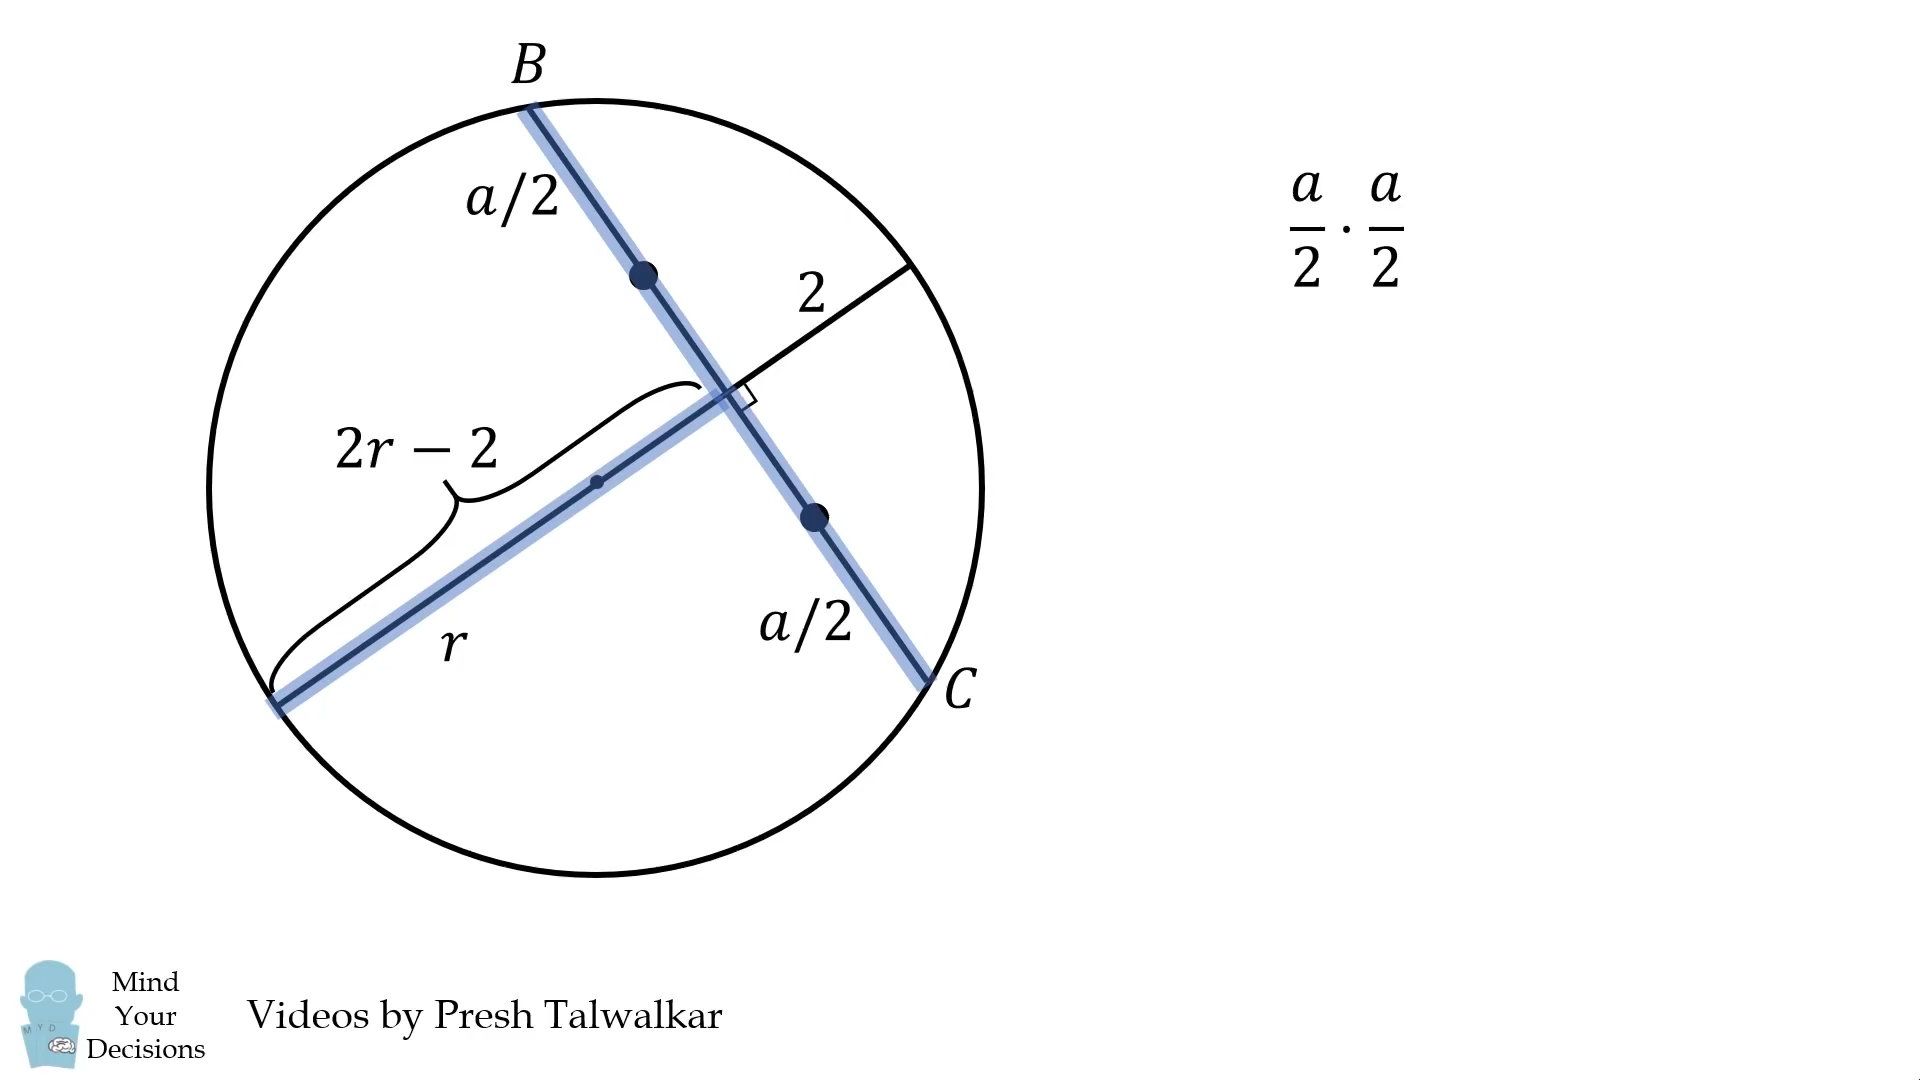 B
a/2
2
2r − 2
r
a/2
C
a/2 · a/2
Mind
Your
Decisions
M Y D
Videos by Presh Talwalkar